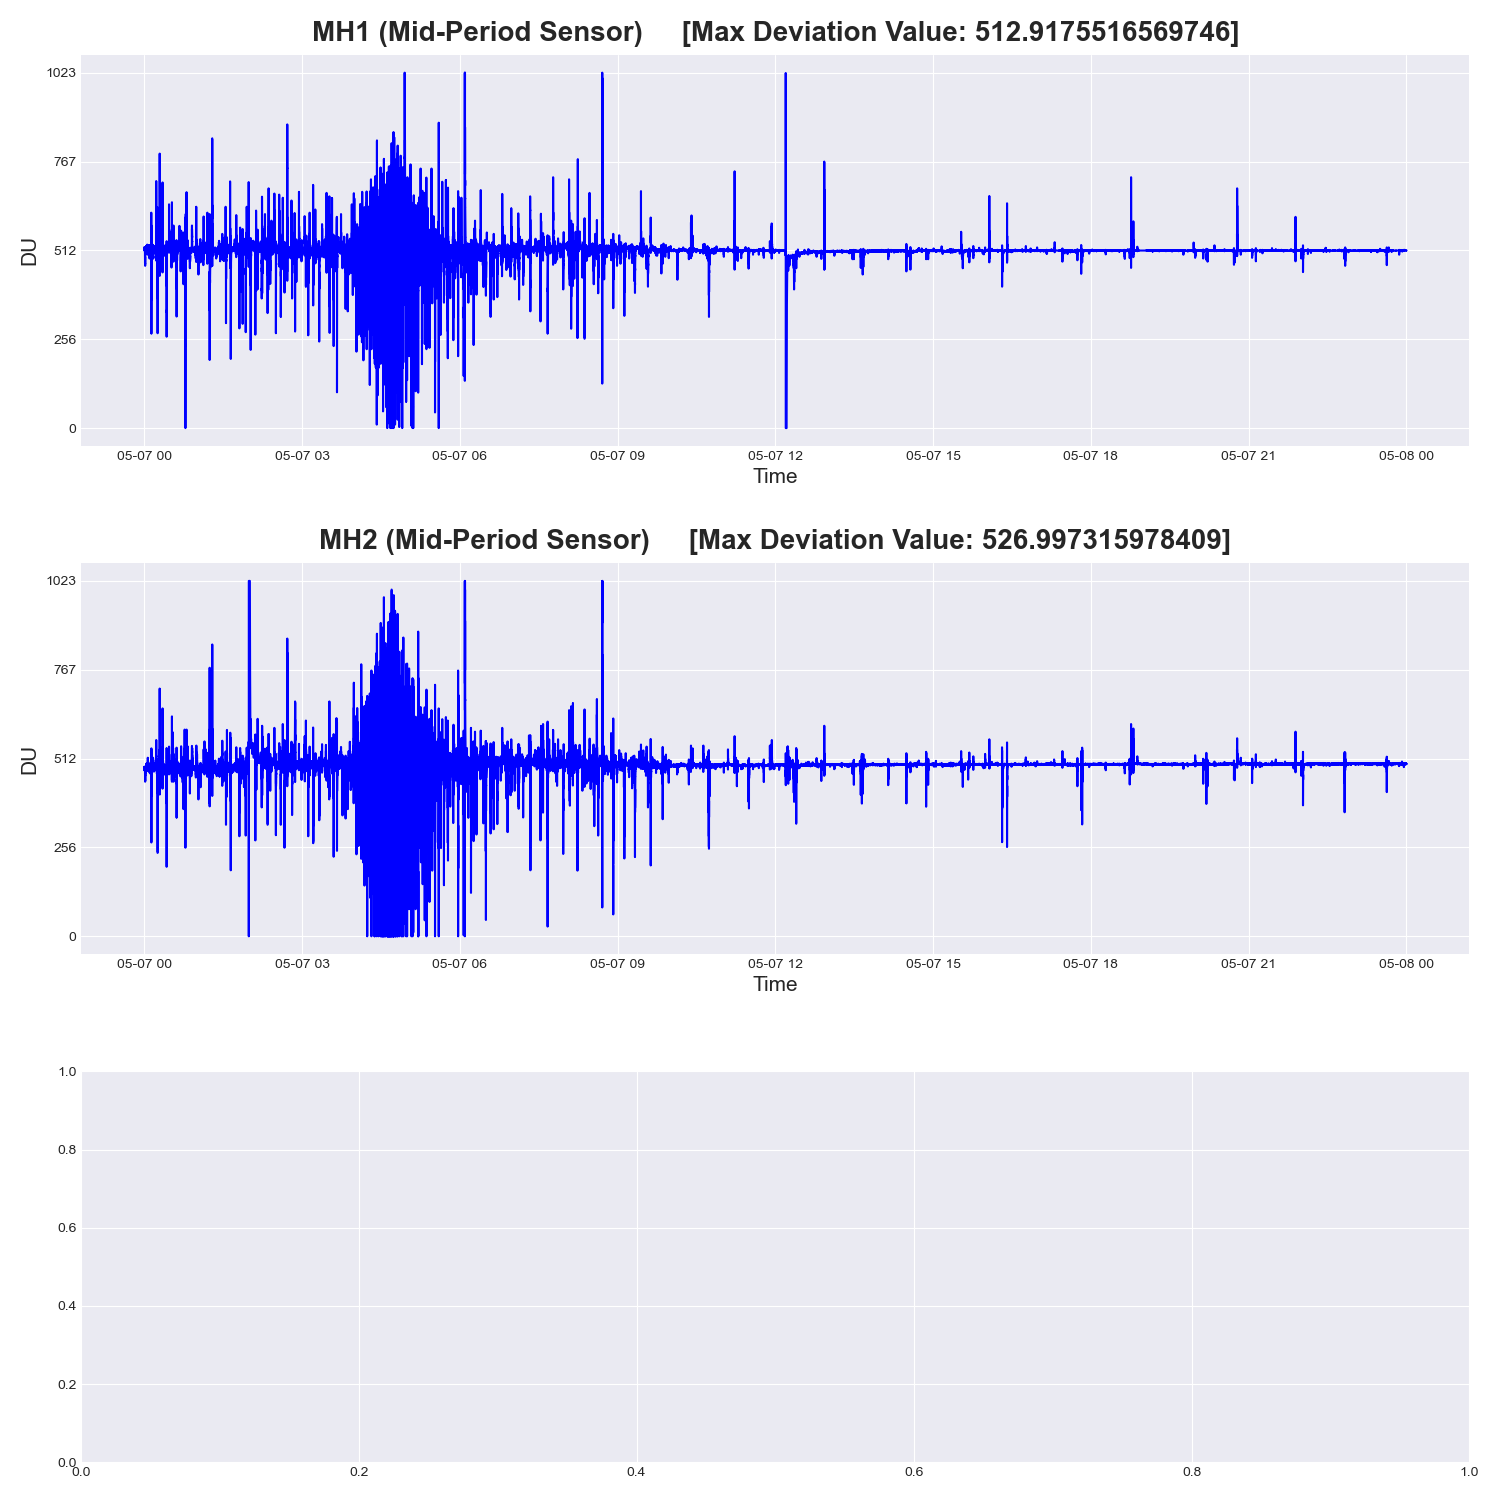 MH1 (Mid-Period Sensor) [Max Deviation Value: 512.9175516569746]
1023
767
512
256
0
DU
05-07 00 05-07 03 05-07 06 05-07 09 05-07 12 05-07 15 05-07 18 05-07 21 05-08 00
Time
MH2 (Mid-Period Sensor) [Max Deviation Value: 526.997315978409]
1023
767
512
256
0
DU
05-07 00 05-07 03 05-07 06 05-07 09 05-07 12 05-07 15 05-07 18 05-07 21 05-08 00
Time
1.0
0.8
0.6
0.4
0.2
0.0
0.0 0.2 0.4 0.6 0.8 1.0